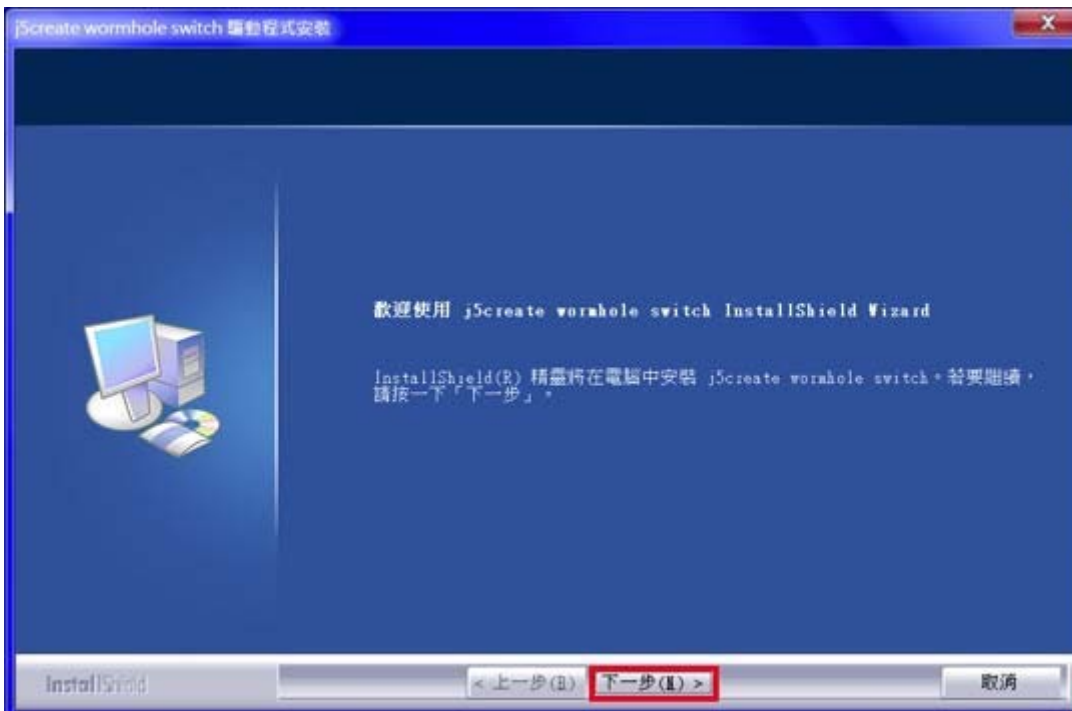 j5create wormhole switch 驅動程式安裝
歡迎使用 j5create wormhole switch InstallShield Wizard
InstallShield(R) 精靈將在電腦中安裝 j5create wormhole switch。若要繼續，
請按一下「下一步」。
InstallShield
< 上一步(B)
下一步(N) >
取消